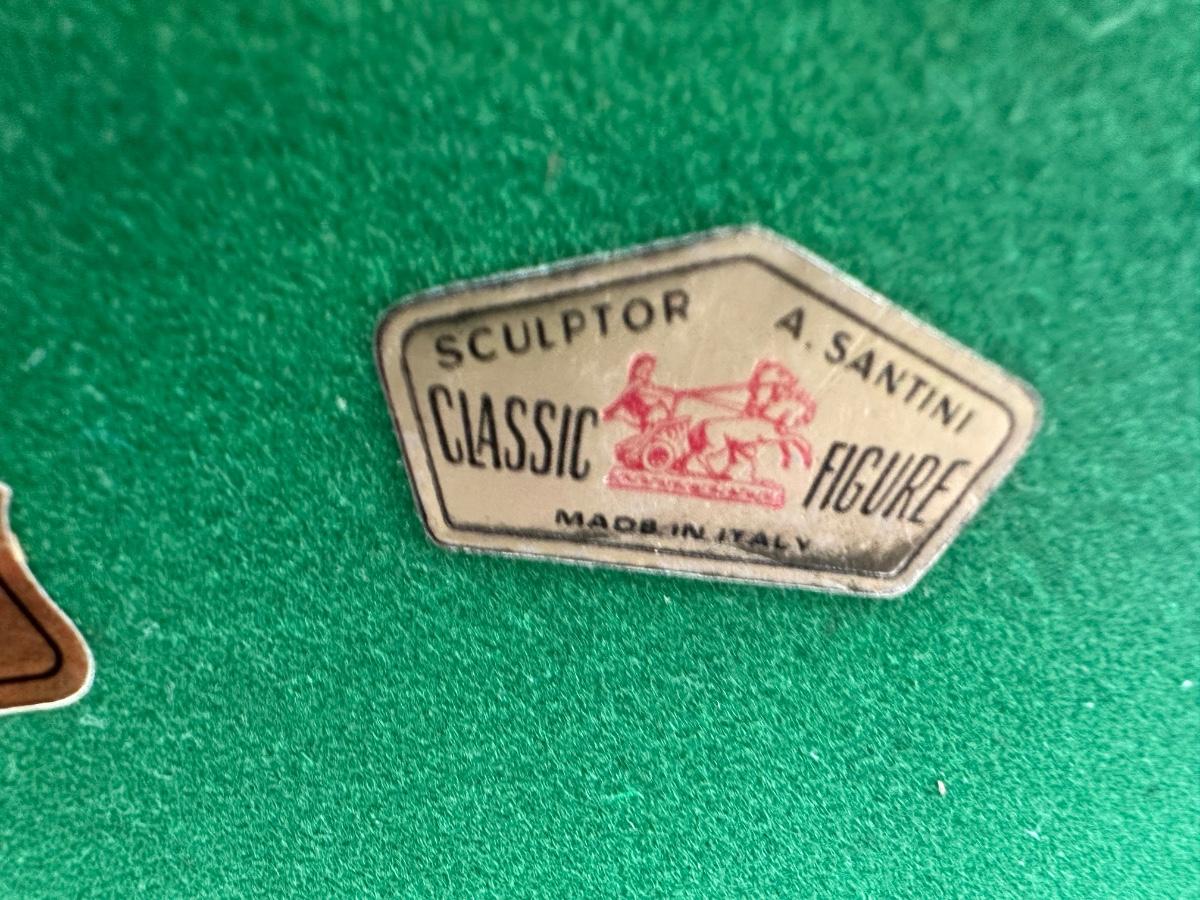 SCULPTOR A. SANTINI
CLASSIC FIGURE
MADE IN ITALY